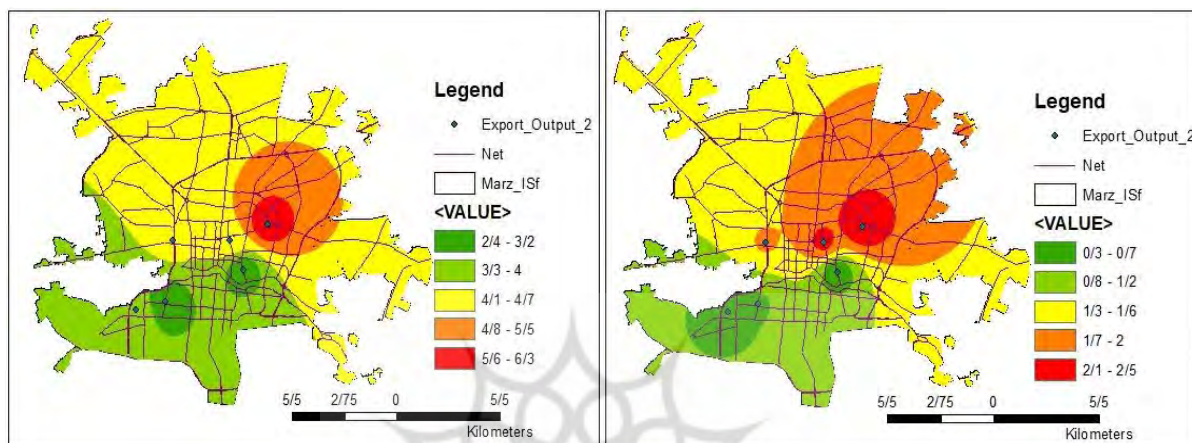 Legend
Export_Output_2
Net
Marz_ISf
<VALUE>
2/4 - 3/2
3/3 - 4
4/1 - 4/7
4/8 - 5/5
5/6 - 6/3
5/5 2/75 0 5/5
Kilometers
Legend
Export_Output_2
Net
Marz_ISf
<VALUE>
0/3 - 0/7
0/8 - 1/2
1/3 - 1/6
1/7 - 2
2/1 - 2/5
5/5 2/75 0 5/5
Kilometers